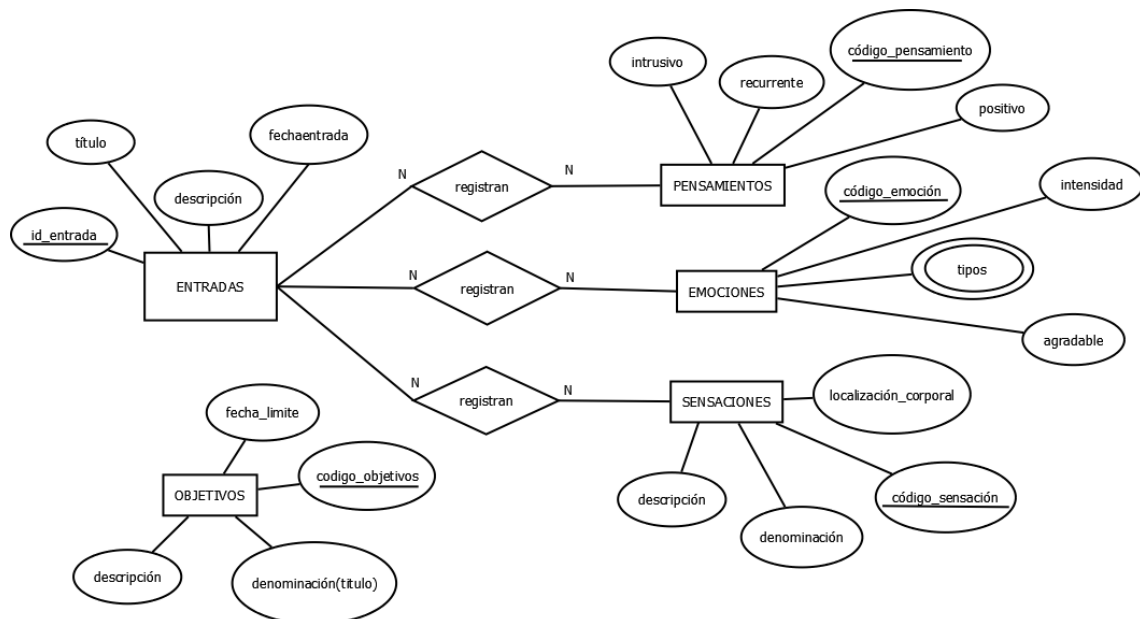 código_pensamiento
intrusivo
recurrente
fechaentrada
positivo
título
N
N
registran
PENSAMIENTOS
código_emoción
intensidad
descripción
id_entrada
N
N
tipos
ENTRADAS
registran
EMOCIONES
agradable
N
N
registran
SENSACIONES
localización_corporal
fecha_limite
codigo_objetivos
OBJETIVOS
descripción
código_sensación
denominación
descripción
denominación(titulo)